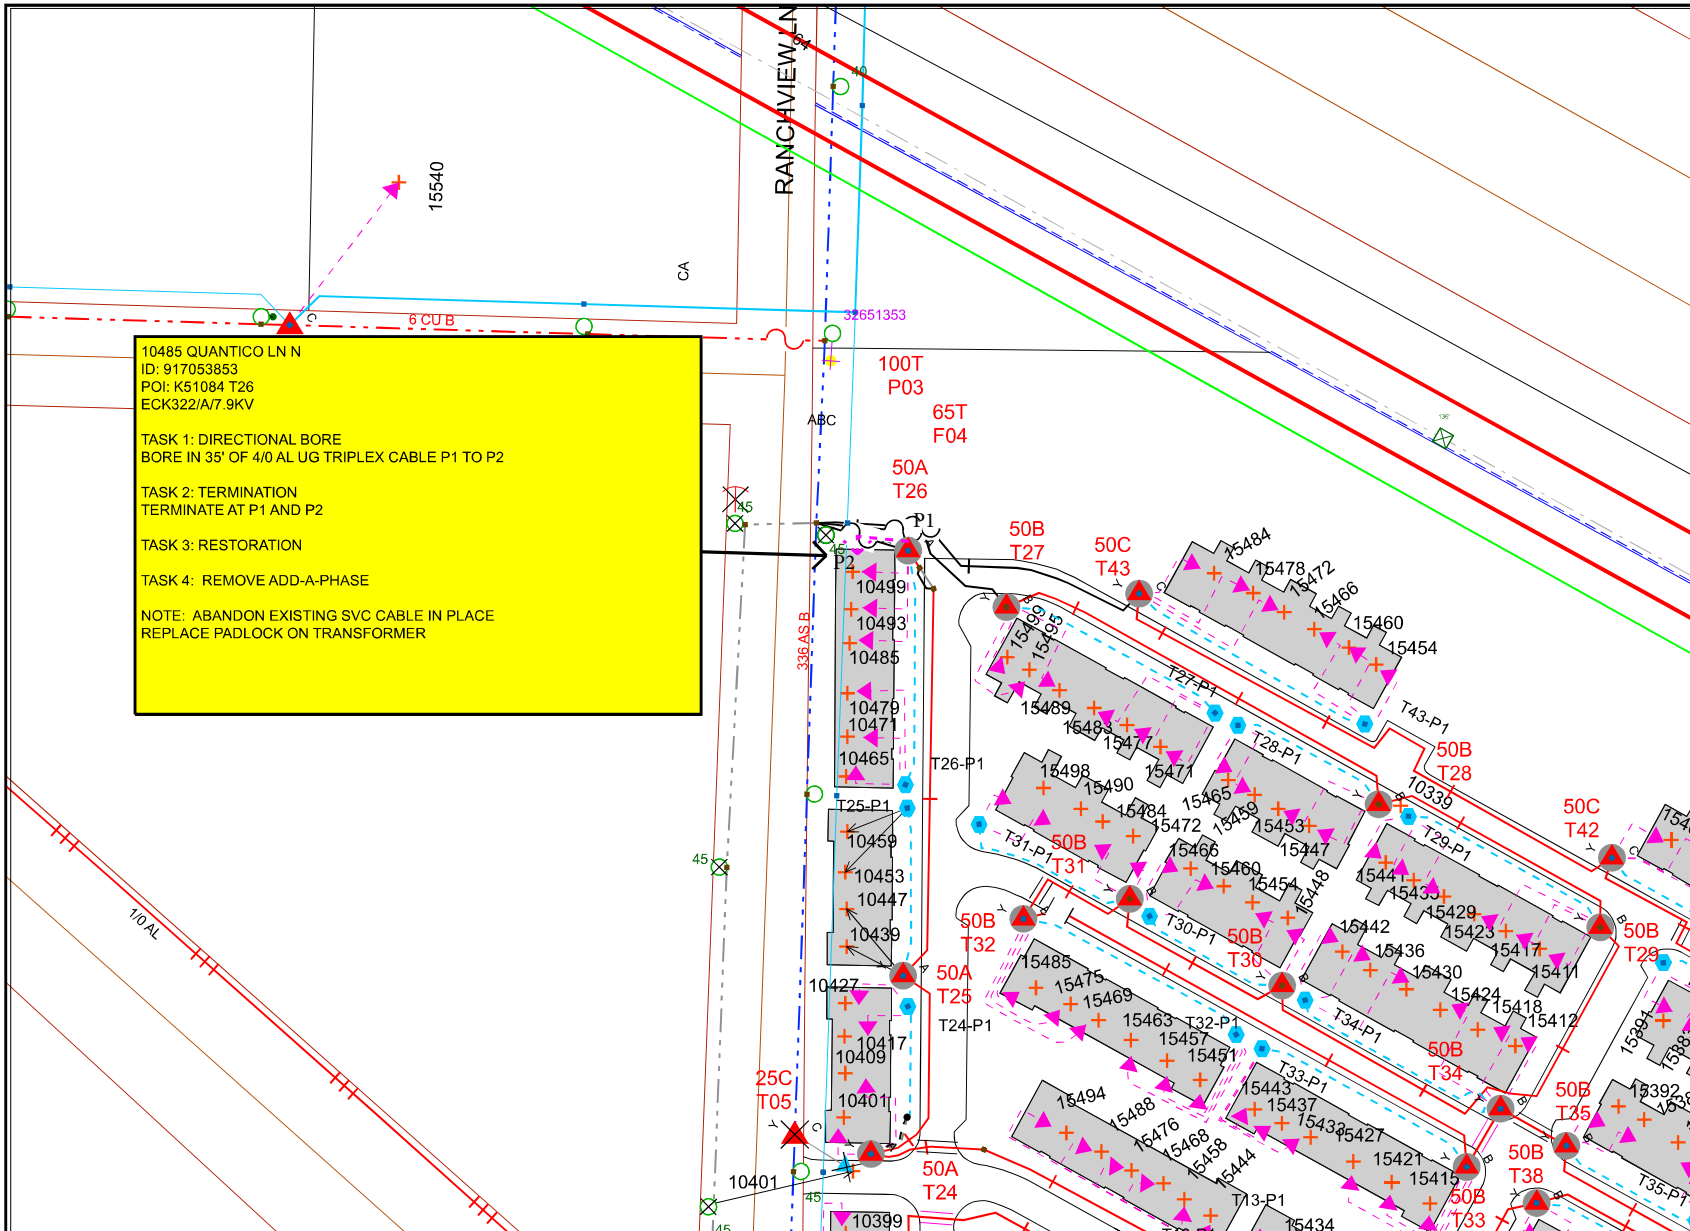 RANCHVIEW LN
64
40
15540
CA
C
6 CU B
32651353
10485 QUANTICO LN N
ID: 917053853
POI: K51084 T26
ECK322/A/7.9KV
TASK 1: DIRECTIONAL BORE
BORE IN 35' OF 4/0 AL UG TRIPLEX CABLE P1 TO P2
TASK 2: TERMINATION
TERMINATE AT P1 AND P2
TASK 3: RESTORATION
TASK 4:  REMOVE ADD-A-PHASE
NOTE:  ABANDON EXISTING SVC CABLE IN PLACE
REPLACE PADLOCK ON TRANSFORMER
100T
P03
65T
F04
ABC
136'
50A
T26
P1
P2
45
45
50B
T27
50C
T43
15484
15478
15472
15466
15460
15454
10499
10493
10485
10479
10471
10465
336 AS B
15499
15495
15489
15483
15477
15471
T27-P1
T43-P1
T28-P1
50B
T28
10339
T26-P1
T25-P1
15498
15490
15484
15472
15465
15459
15453
15447
50C
T42
T29-P1
T31-P1
50B
T31
15466
15460
15454
15448
15441
15435
15429
15423
15417
15411
10459
10453
10447
10439
45
1/0 AL
50B
T32
T30-P1
50B
T30
15442
15436
15430
15424
15418
15412
50B
T29
50A
T25
10427
10417
10409
10401
T24-P1
15485
15475
15469
15463
15457
15451
T32-P1
T34-P1
50B
T34
15391
25C
T05
15494
15488
15476
15468
15458
15444
T33-P1
15443
15437
15433
15427
15421
15415
50B
T35
15392
50A
T24
10401
45
45
10399
T13-P1
15434
50B
T33
50B
T38
T35-P1